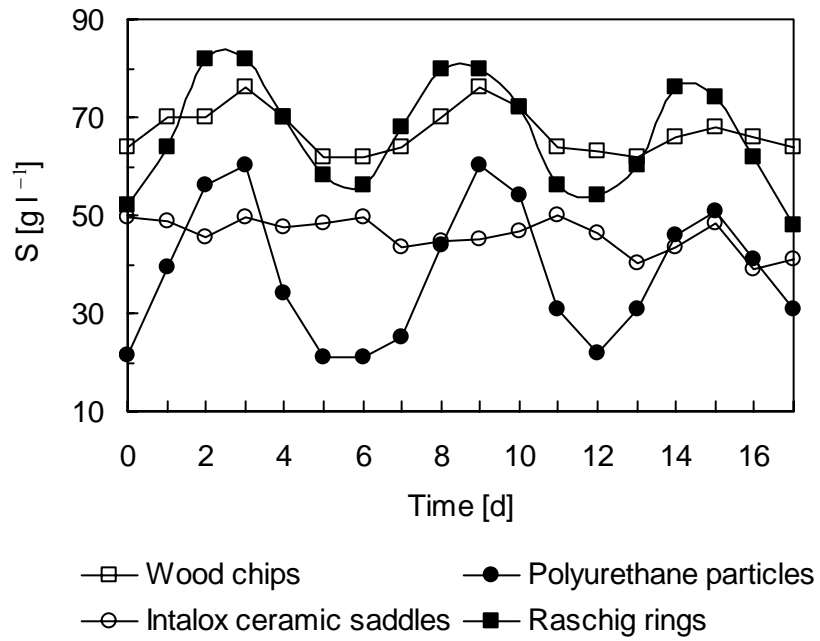 90
70
50
30
10
S [g l⁻¹]
0 2 4 6 8 10 12 14 16
Time [d]
Wood chips Polyurethane particles
Intalox ceramic saddles Raschig rings